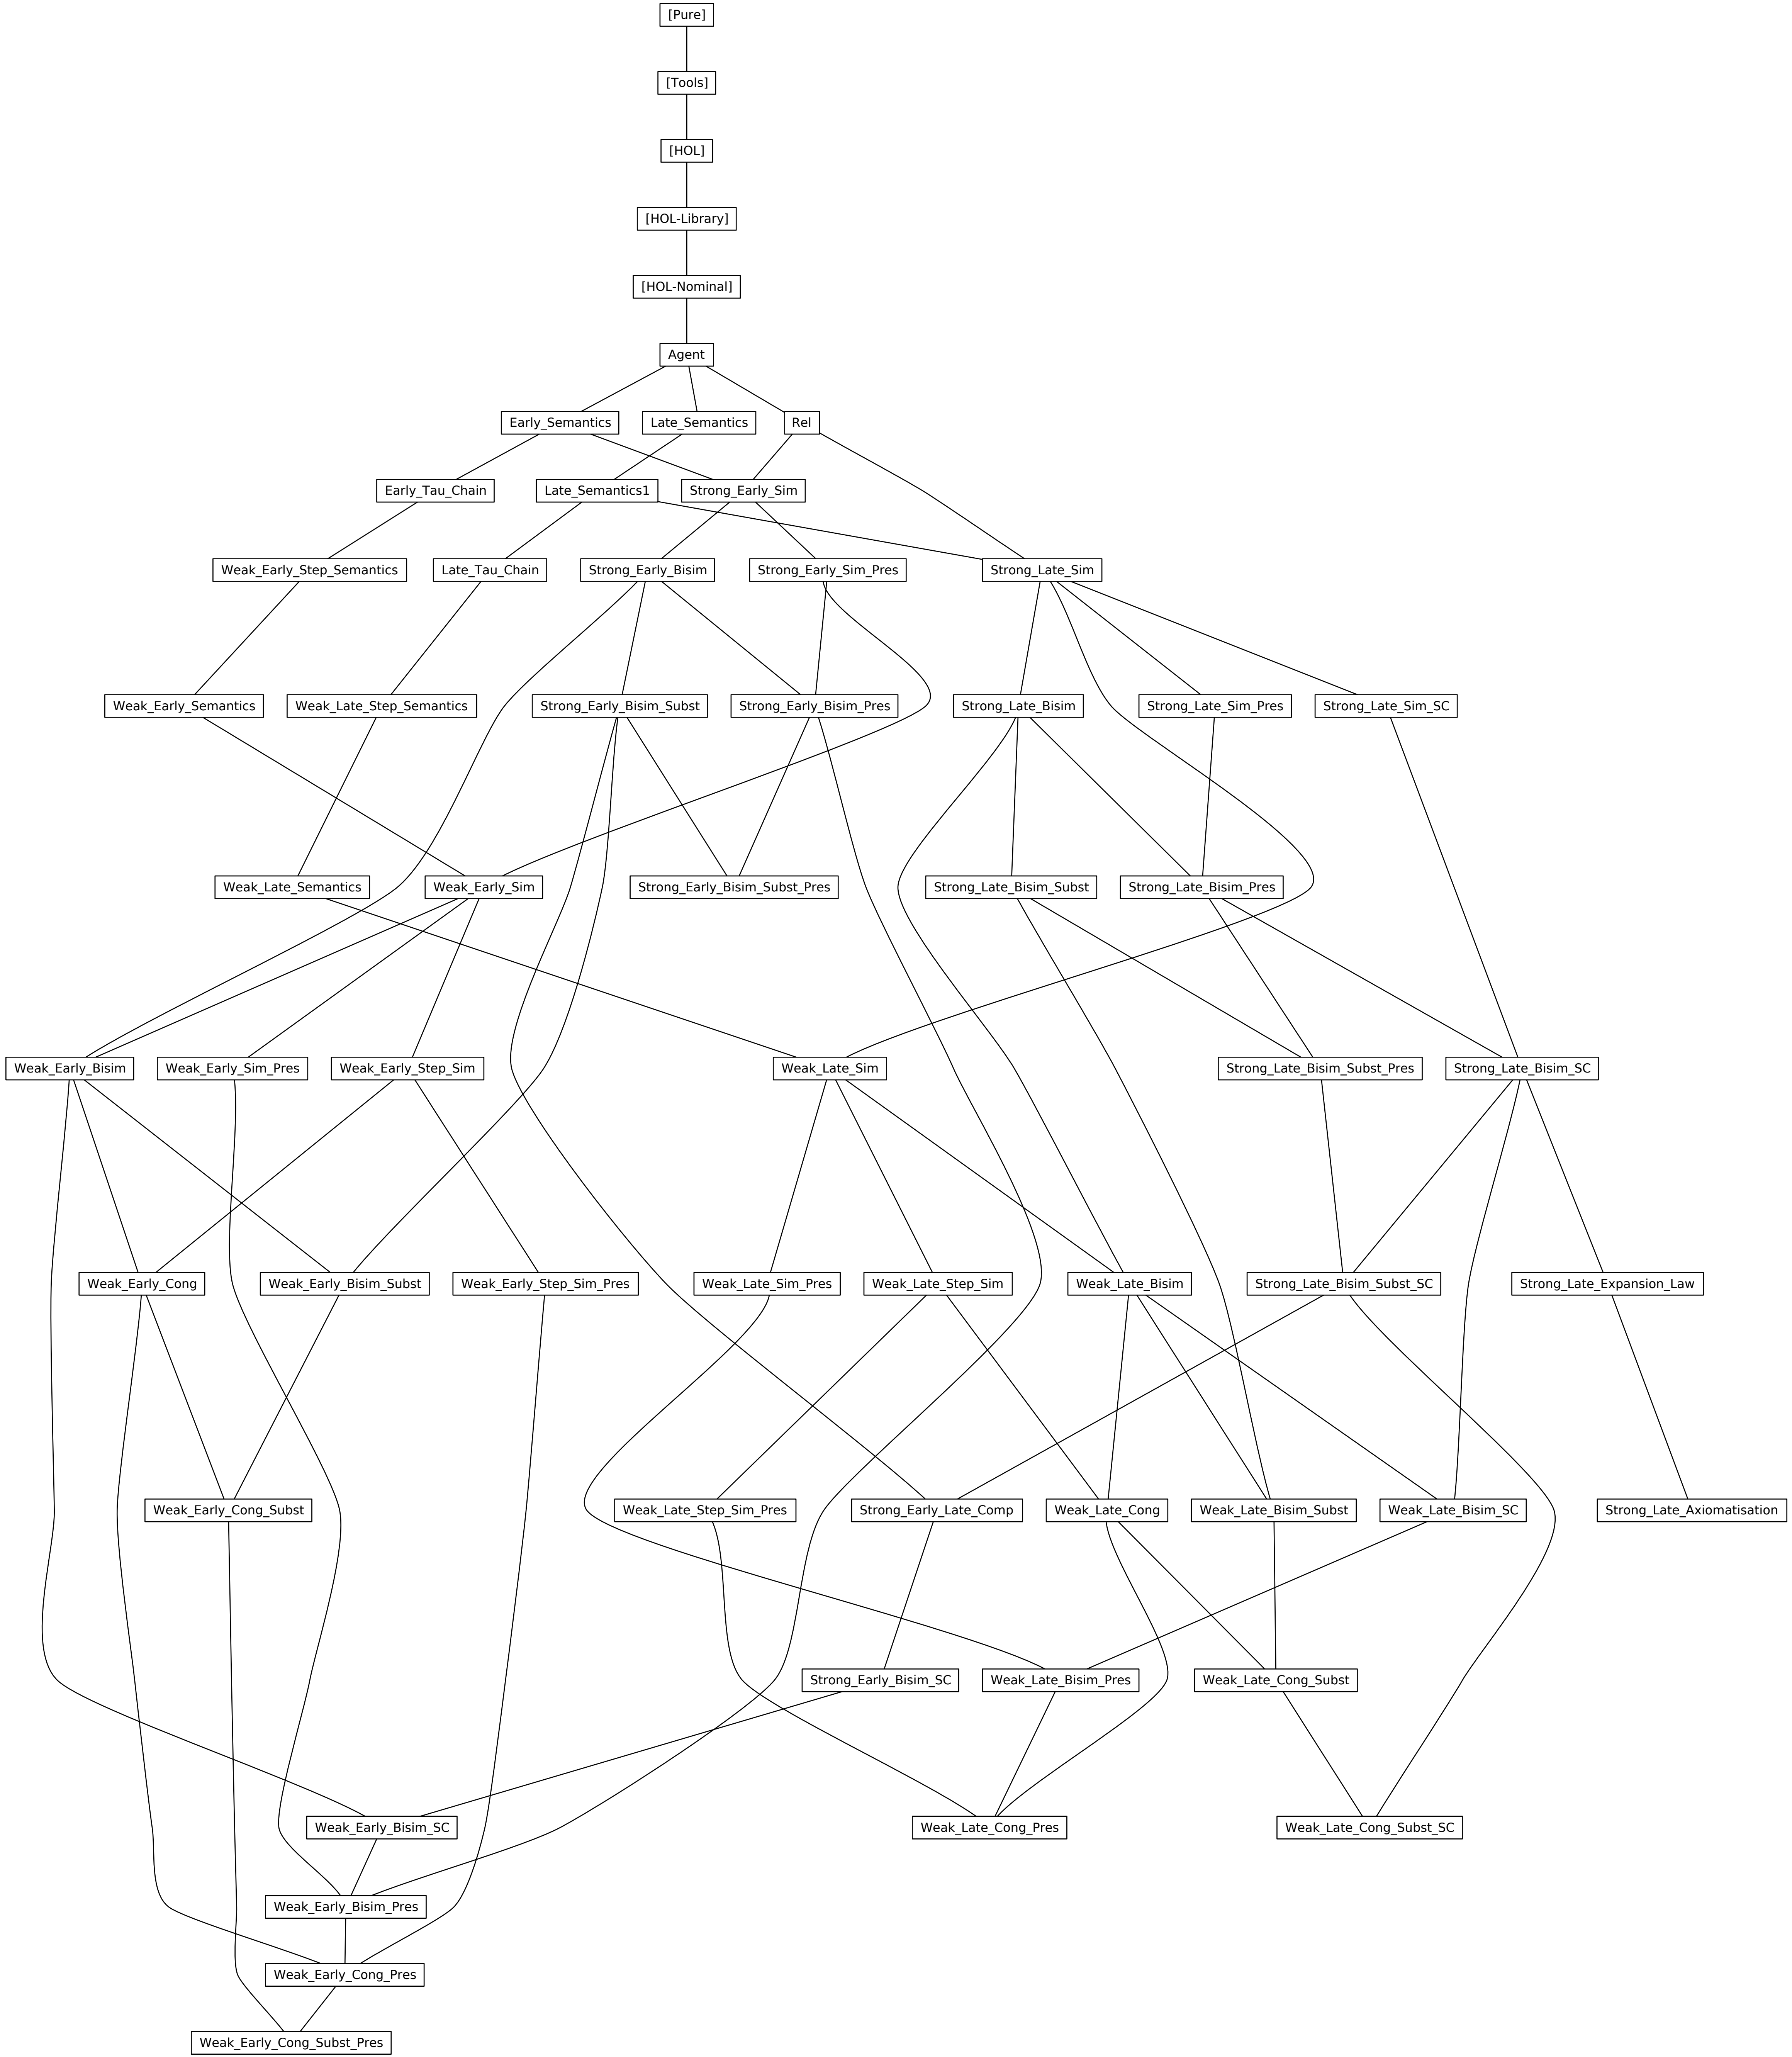 [Pure]
[Tools]
[HOL]
[HOL-Library]
[HOL-Nominal]
Agent
Early_Semantics
Late_Semantics
Rel
Early_Tau_Chain
Late_Semantics1
Strong_Early_Sim
Weak_Early_Step_Semantics
Late_Tau_Chain
Strong_Early_Bisim
Strong_Early_Sim_Pres
Strong_Late_Sim
Weak_Early_Semantics
Weak_Late_Step_Semantics
Strong_Early_Bisim_Subst
Strong_Early_Bisim_Pres
Strong_Late_Bisim
Strong_Late_Sim_Pres
Strong_Late_Sim_SC
Weak_Late_Semantics
Weak_Early_Sim
Strong_Early_Bisim_Subst_Pres
Strong_Late_Bisim_Subst
Strong_Late_Bisim_Pres
Weak_Early_Bisim
Weak_Early_Sim_Pres
Weak_Early_Step_Sim
Weak_Late_Sim
Strong_Late_Bisim_Subst_Pres
Strong_Late_Bisim_SC
Weak_Early_Cong
Weak_Early_Bisim_Subst
Weak_Early_Step_Sim_Pres
Weak_Late_Sim_Pres
Weak_Late_Step_Sim
Weak_Late_Bisim
Strong_Late_Bisim_Subst_SC
Strong_Late_Expansion_Law
Weak_Early_Cong_Subst
Weak_Late_Step_Sim_Pres
Strong_Early_Late_Comp
Weak_Late_Cong
Weak_Late_Bisim_Subst
Weak_Late_Bisim_SC
Strong_Late_Axiomatisation
Strong_Early_Bisim_SC
Weak_Late_Bisim_Pres
Weak_Late_Cong_Subst
Weak_Early_Bisim_SC
Weak_Late_Cong_Pres
Weak_Late_Cong_Subst_SC
Weak_Early_Bisim_Pres
Weak_Early_Cong_Pres
Weak_Early_Cong_Subst_Pres